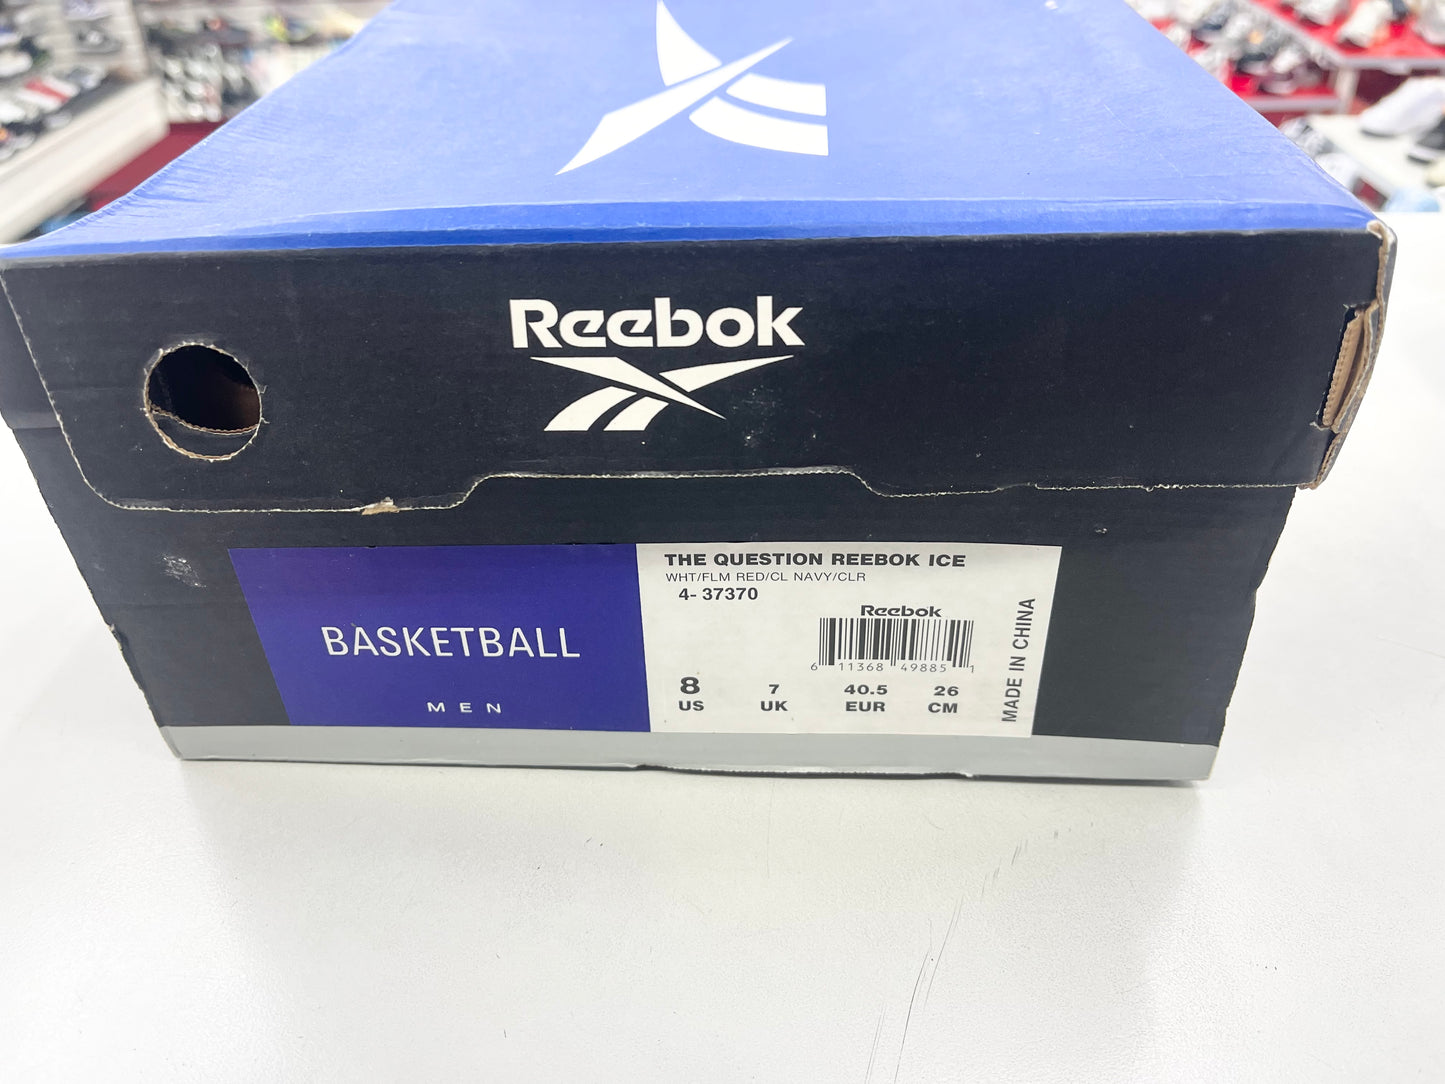 Reebok
BASKETBALL
MEN
THE QUESTION REEBOK ICE
WHT/FLM RED/CL NAVY/CLR
4- 37370
Reebok
6 11368 49885 1
8 7 40.5 26
US UK EUR CM
MADE IN CHINA